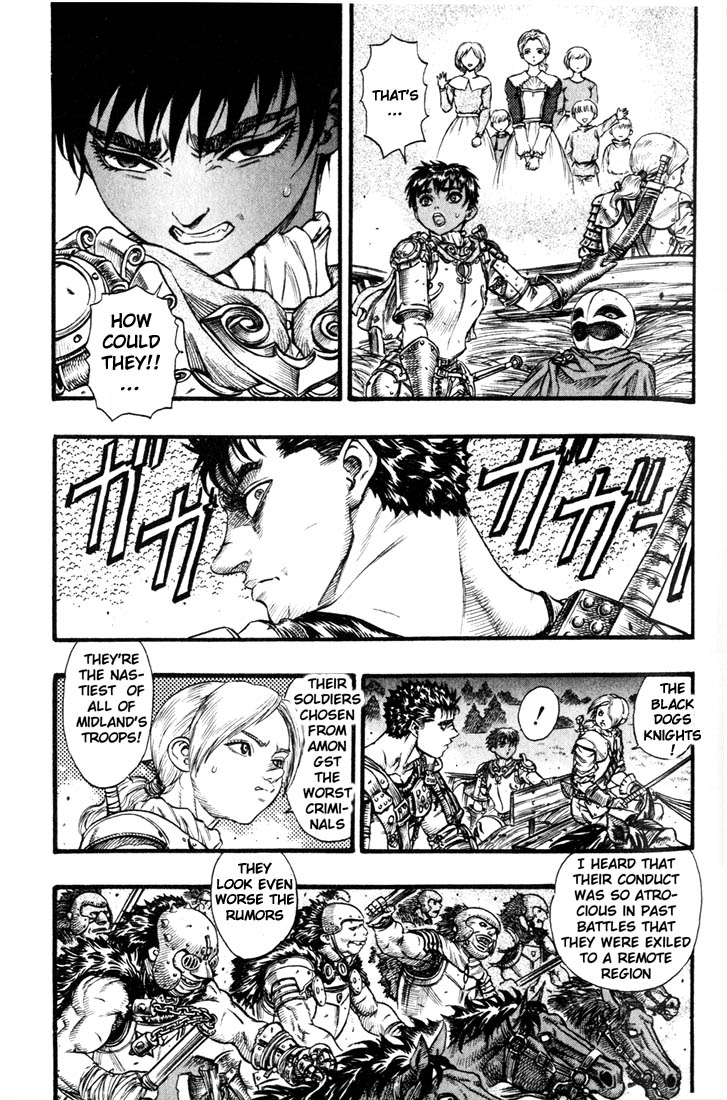 THAT'S
...
HOW
COULD
THEY!!
...
ガガ
ガガ
THE
BLACK
DOGS
KNIGHTS
!
!
THEIR
SOLDIERS
CHOSEN
FROM
AMON
GST THE
WORST
CRIMI-
NALS
THEY'RE
THE NAS-
TIEST OF
ALL OF
MIDLAND'S
TROOPS!
I HEARD THAT
THEIR CONDUCT
WAS SO ATRO-
CIOUS IN PAST
BATTLES THAT
THEY WERE EXILED
TO A REMOTE
REGION
THEY
LOOK EVEN
WORSE THE
RUMORS